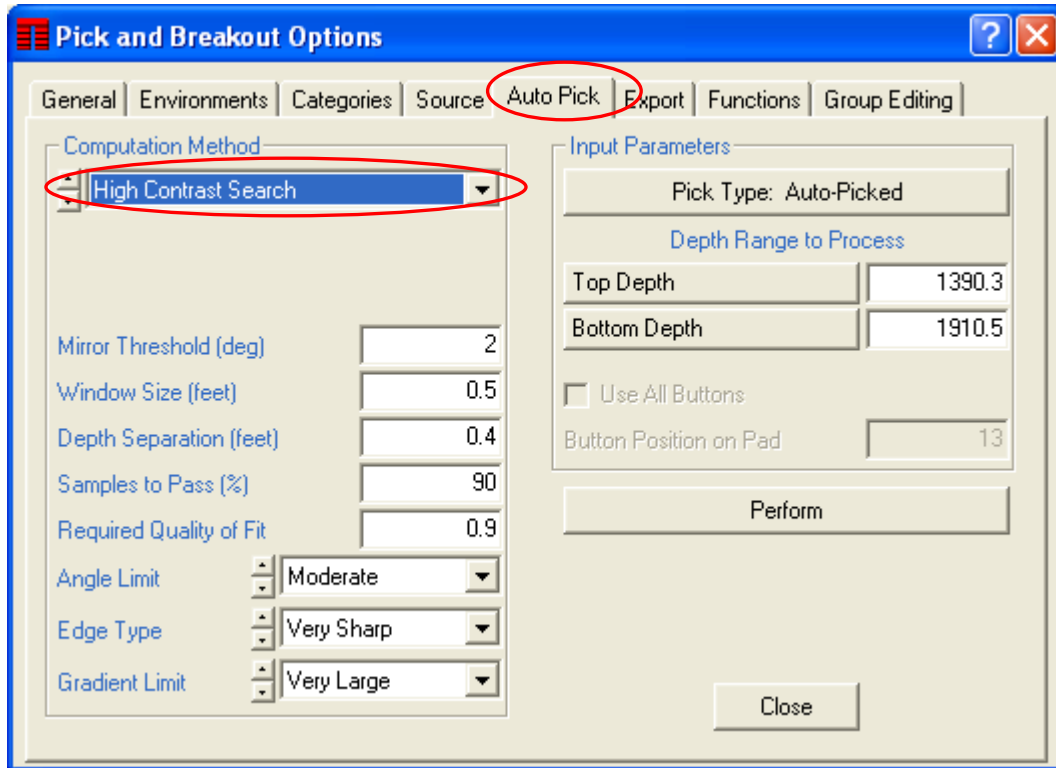 Pick and Breakout Options
General Environments Categories Source Auto Pick Export Functions Group Editing
Computation Method
High Contrast Search
Mirror Threshold (deg) 2
Window Size (feet) 0.5
Depth Separation (feet) 0.4
Samples to Pass (%) 90
Required Quality of Fit 0.9
Angle Limit Moderate
Edge Type Very Sharp
Gradient Limit Very Large
Input Parameters
Pick Type: Auto-Picked
Depth Range to Process
Top Depth 1390.3
Bottom Depth 1910.5
Use All Buttons
Button Position on Pad 13
Perform
Close